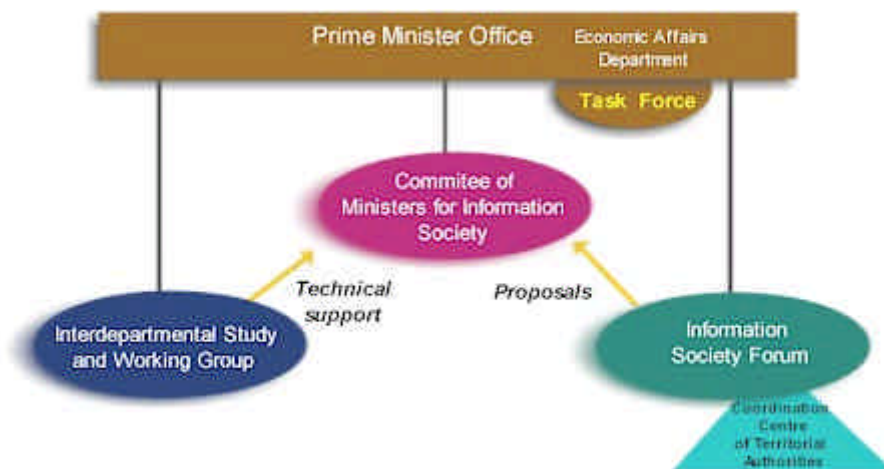 Prime Minister Office
Economic Affairs
Department
Task Force
Commitee of
Ministers for Information
Society
Technical
support
Proposals
Interdepartmental Study
and Working Group
Information
Society Forum
Coordination
Centre
of Territorial
Authorities